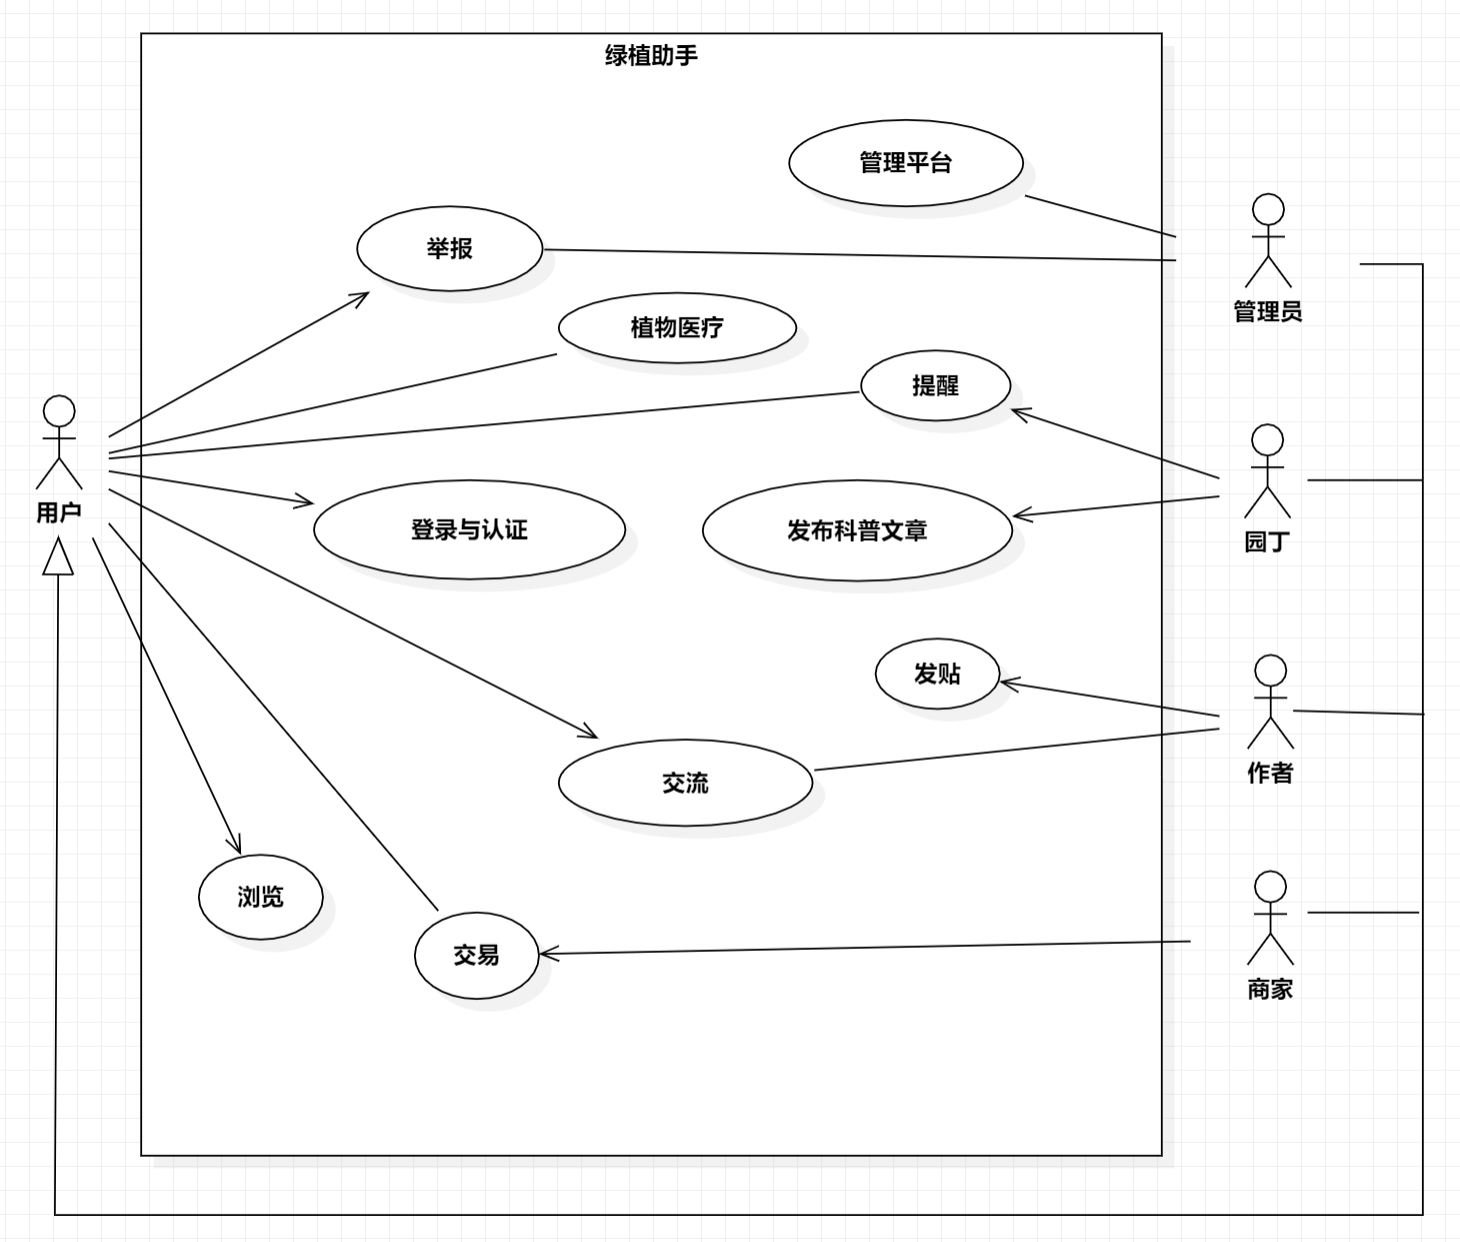 绿植助手
管理平台
举报
管理员
植物医疗
提醒
用户
登录与认证
发布科普文章
园丁
发贴
交流
作者
浏览
交易
商家